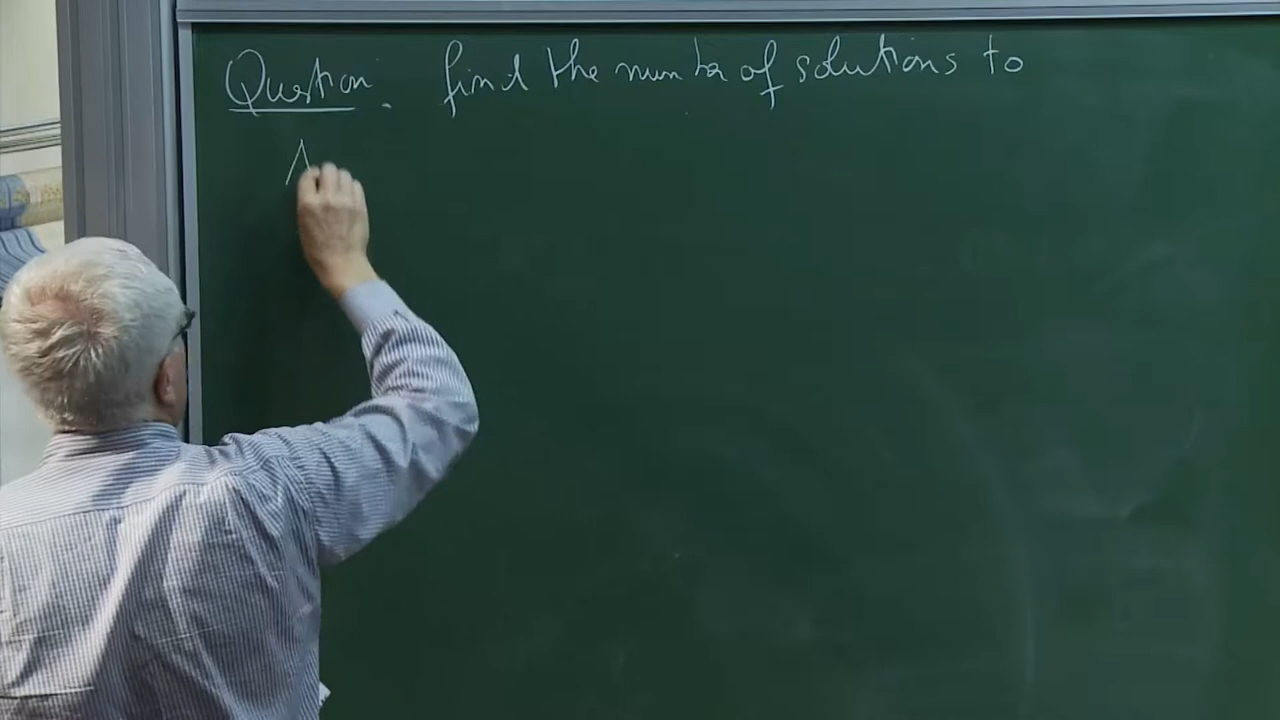 Question. find the number of solutions to